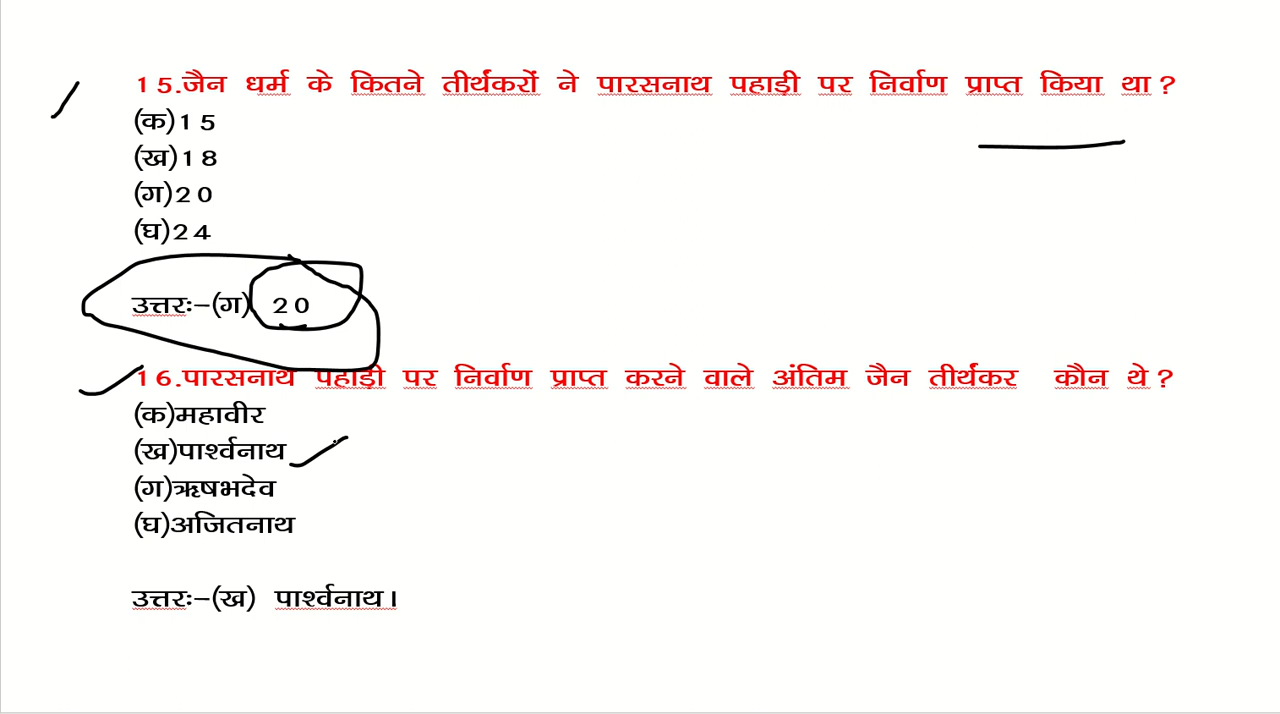 15.जैन धर्म के कितने तीर्थंकरों ने पारसनाथ पहाड़ी पर निर्वाण प्राप्त किया था?
(क)15
(ख)18
(ग)20
(घ)24
उत्तरः–(ग) 20
16.पारसनाथ पहाड़ी पर निर्वाण प्राप्त करने वाले अंतिम जैन तीर्थंकर कौन थे?
(क)महावीर
(ख)पार्श्वनाथ
(ग)ऋषभदेव
(घ)अजितनाथ
उत्तरः–(ख) पार्श्वनाथ।